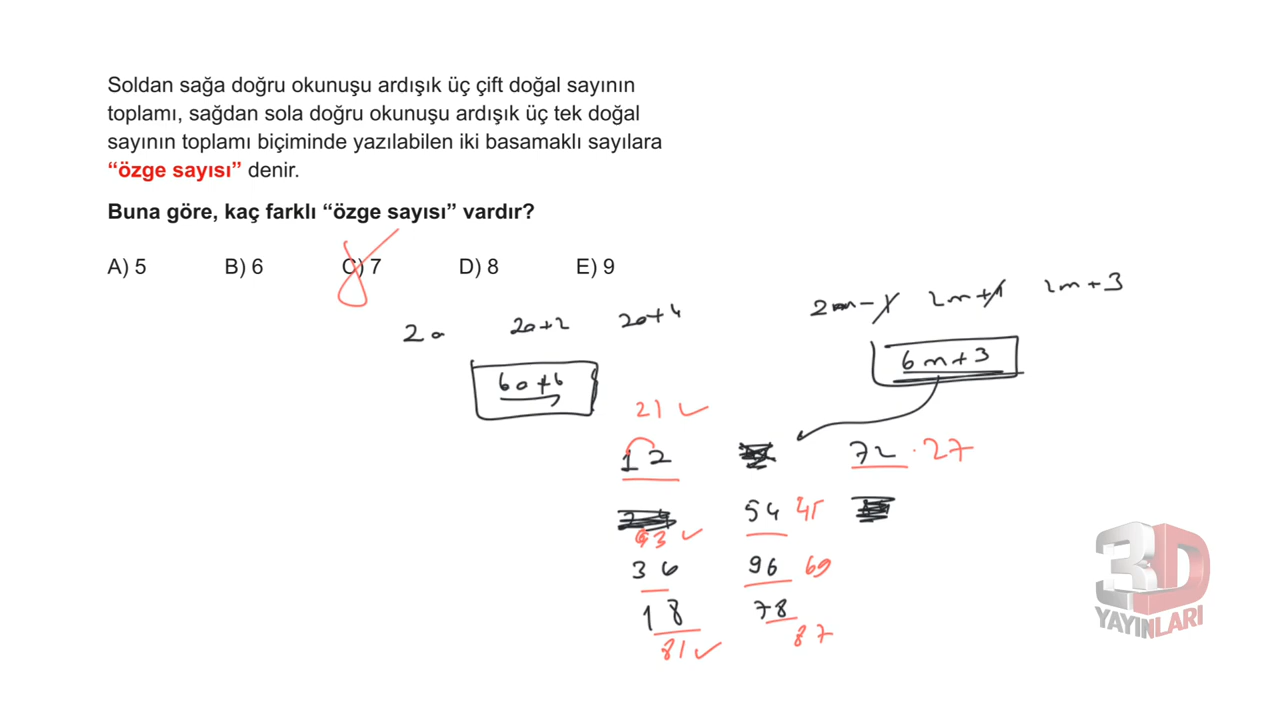 Soldan sağa doğru okunuşu ardışık üç çift doğal sayının
toplamı, sağdan sola doğru okunuşu ardışık üç tek doğal
sayının toplamı biçiminde yazılabilen iki basamaklı sayılara
“özge sayısı” denir.
Buna göre, kaç farklı “özge sayısı” vardır?
A) 5 B) 6 C) 7 D) 8 E) 9
2a 2a+2 2a+4
2m-1 2m+1 2m+3
6a+6
6m+3
21
12 72 · 27
54 45
63
36 96 69
18 78
81 87
3D
YAYINLARI